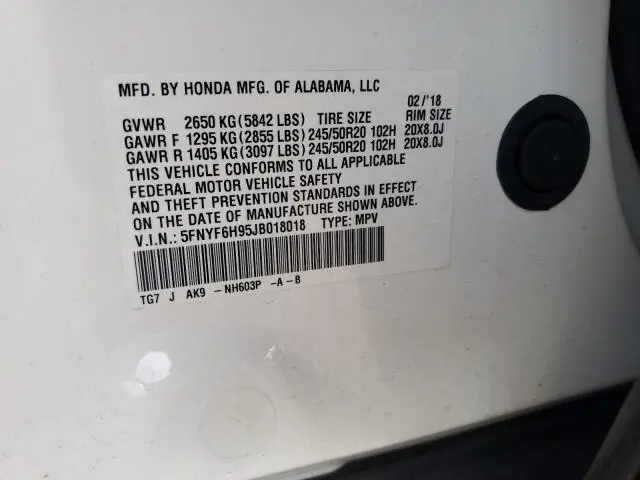 MFD. BY HONDA MFG. OF ALABAMA, LLC
02/'18
GVWR 2650 KG(5842 LBS) TIRE SIZE RIM SIZE
GAWR F 1295 KG(2855 LBS) 245/50R20 102H 20X8.0J
GAWR R 1405 KG(3097 LBS) 245/50R20 102H 20X8.0J
THIS VEHICLE CONFORMS TO ALL APPLICABLE
FEDERAL MOTOR VEHICLE SAFETY
AND THEFT PREVENTION STANDARDS IN EFFECT
ON THE DATE OF MANUFACTURE SHOWN ABOVE.
V.I.N.: 5FNYF6H95JB018018 TYPE: MPV
TG7 J AK9 -NH603P -A-B